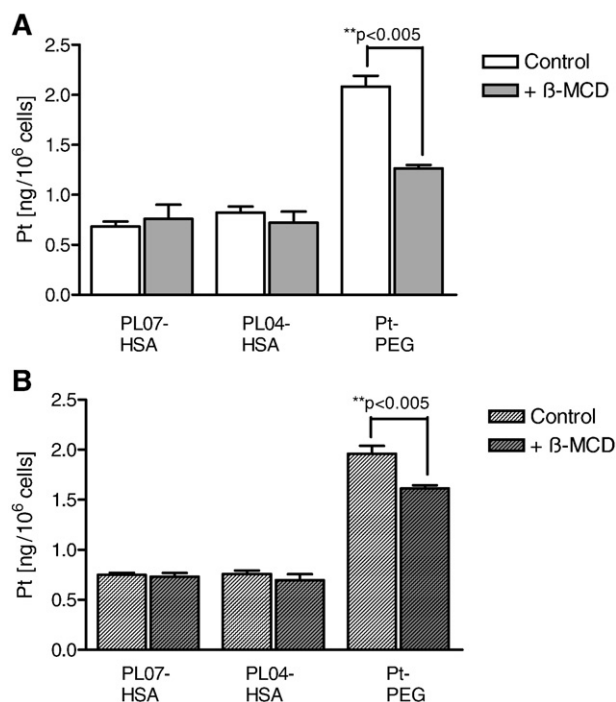 A
**p<0.005
Control
+ ß-MCD
Pt [ng/10⁶ cells]
2.5
2.0
1.5
1.0
0.5
0.0
PL07-
HSA
PL04-
HSA
Pt-
PEG
B
**p<0.005
Control
+ ß-MCD
Pt [ng/10⁶ cells]
2.5
2.0
1.5
1.0
0.5
0.0
PL07-
HSA
PL04-
HSA
Pt-
PEG